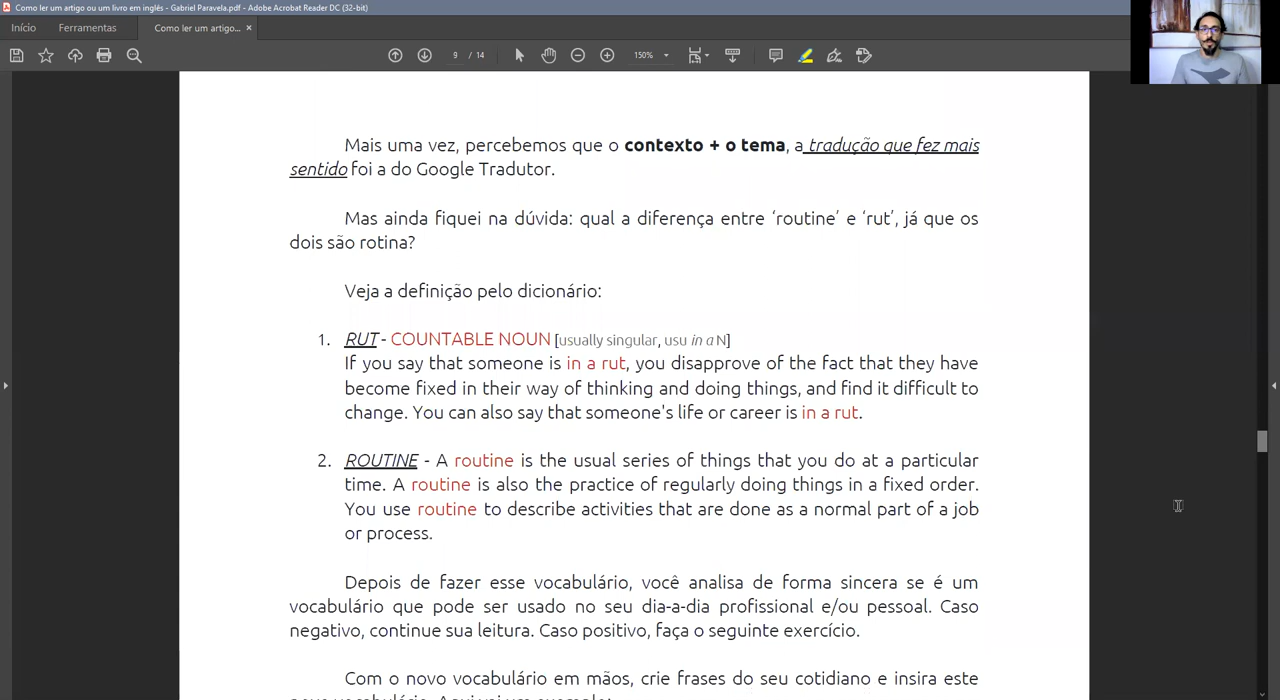 Como ler um artigo ou um livro em inglês - Gabriel Paravela.pdf - Adobe Acrobat Reader DC (32-bit)
Início Ferramentas Como ler um artigo... ×
9 / 14 150%
Mais uma vez, percebemos que o contexto + o tema, a tradução que fez mais
sentido foi a do Google Tradutor.
Mas ainda fiquei na dúvida: qual a diferença entre ‘routine’ e ‘rut’, já que os
dois são rotina?
Veja a definição pelo dicionário:
1. RUT - COUNTABLE NOUN [usually singular, usu in a N]
If you say that someone is in a rut, you disapprove of the fact that they have
become fixed in their way of thinking and doing things, and find it difficult to
change. You can also say that someone's life or career is in a rut.
2. ROUTINE - A routine is the usual series of things that you do at a particular
time. A routine is also the practice of regularly doing things in a fixed order.
You use routine to describe activities that are done as a normal part of a job
or process.
Depois de fazer esse vocabulário, você analisa de forma sincera se é um
vocabulário que pode ser usado no seu dia-a-dia profissional e/ou pessoal. Caso
negativo, continue sua leitura. Caso positivo, faça o seguinte exercício.
Com o novo vocabulário em mãos, crie frases do seu cotidiano e insira este
novo vocabulário. Aqui vai um exemplo: